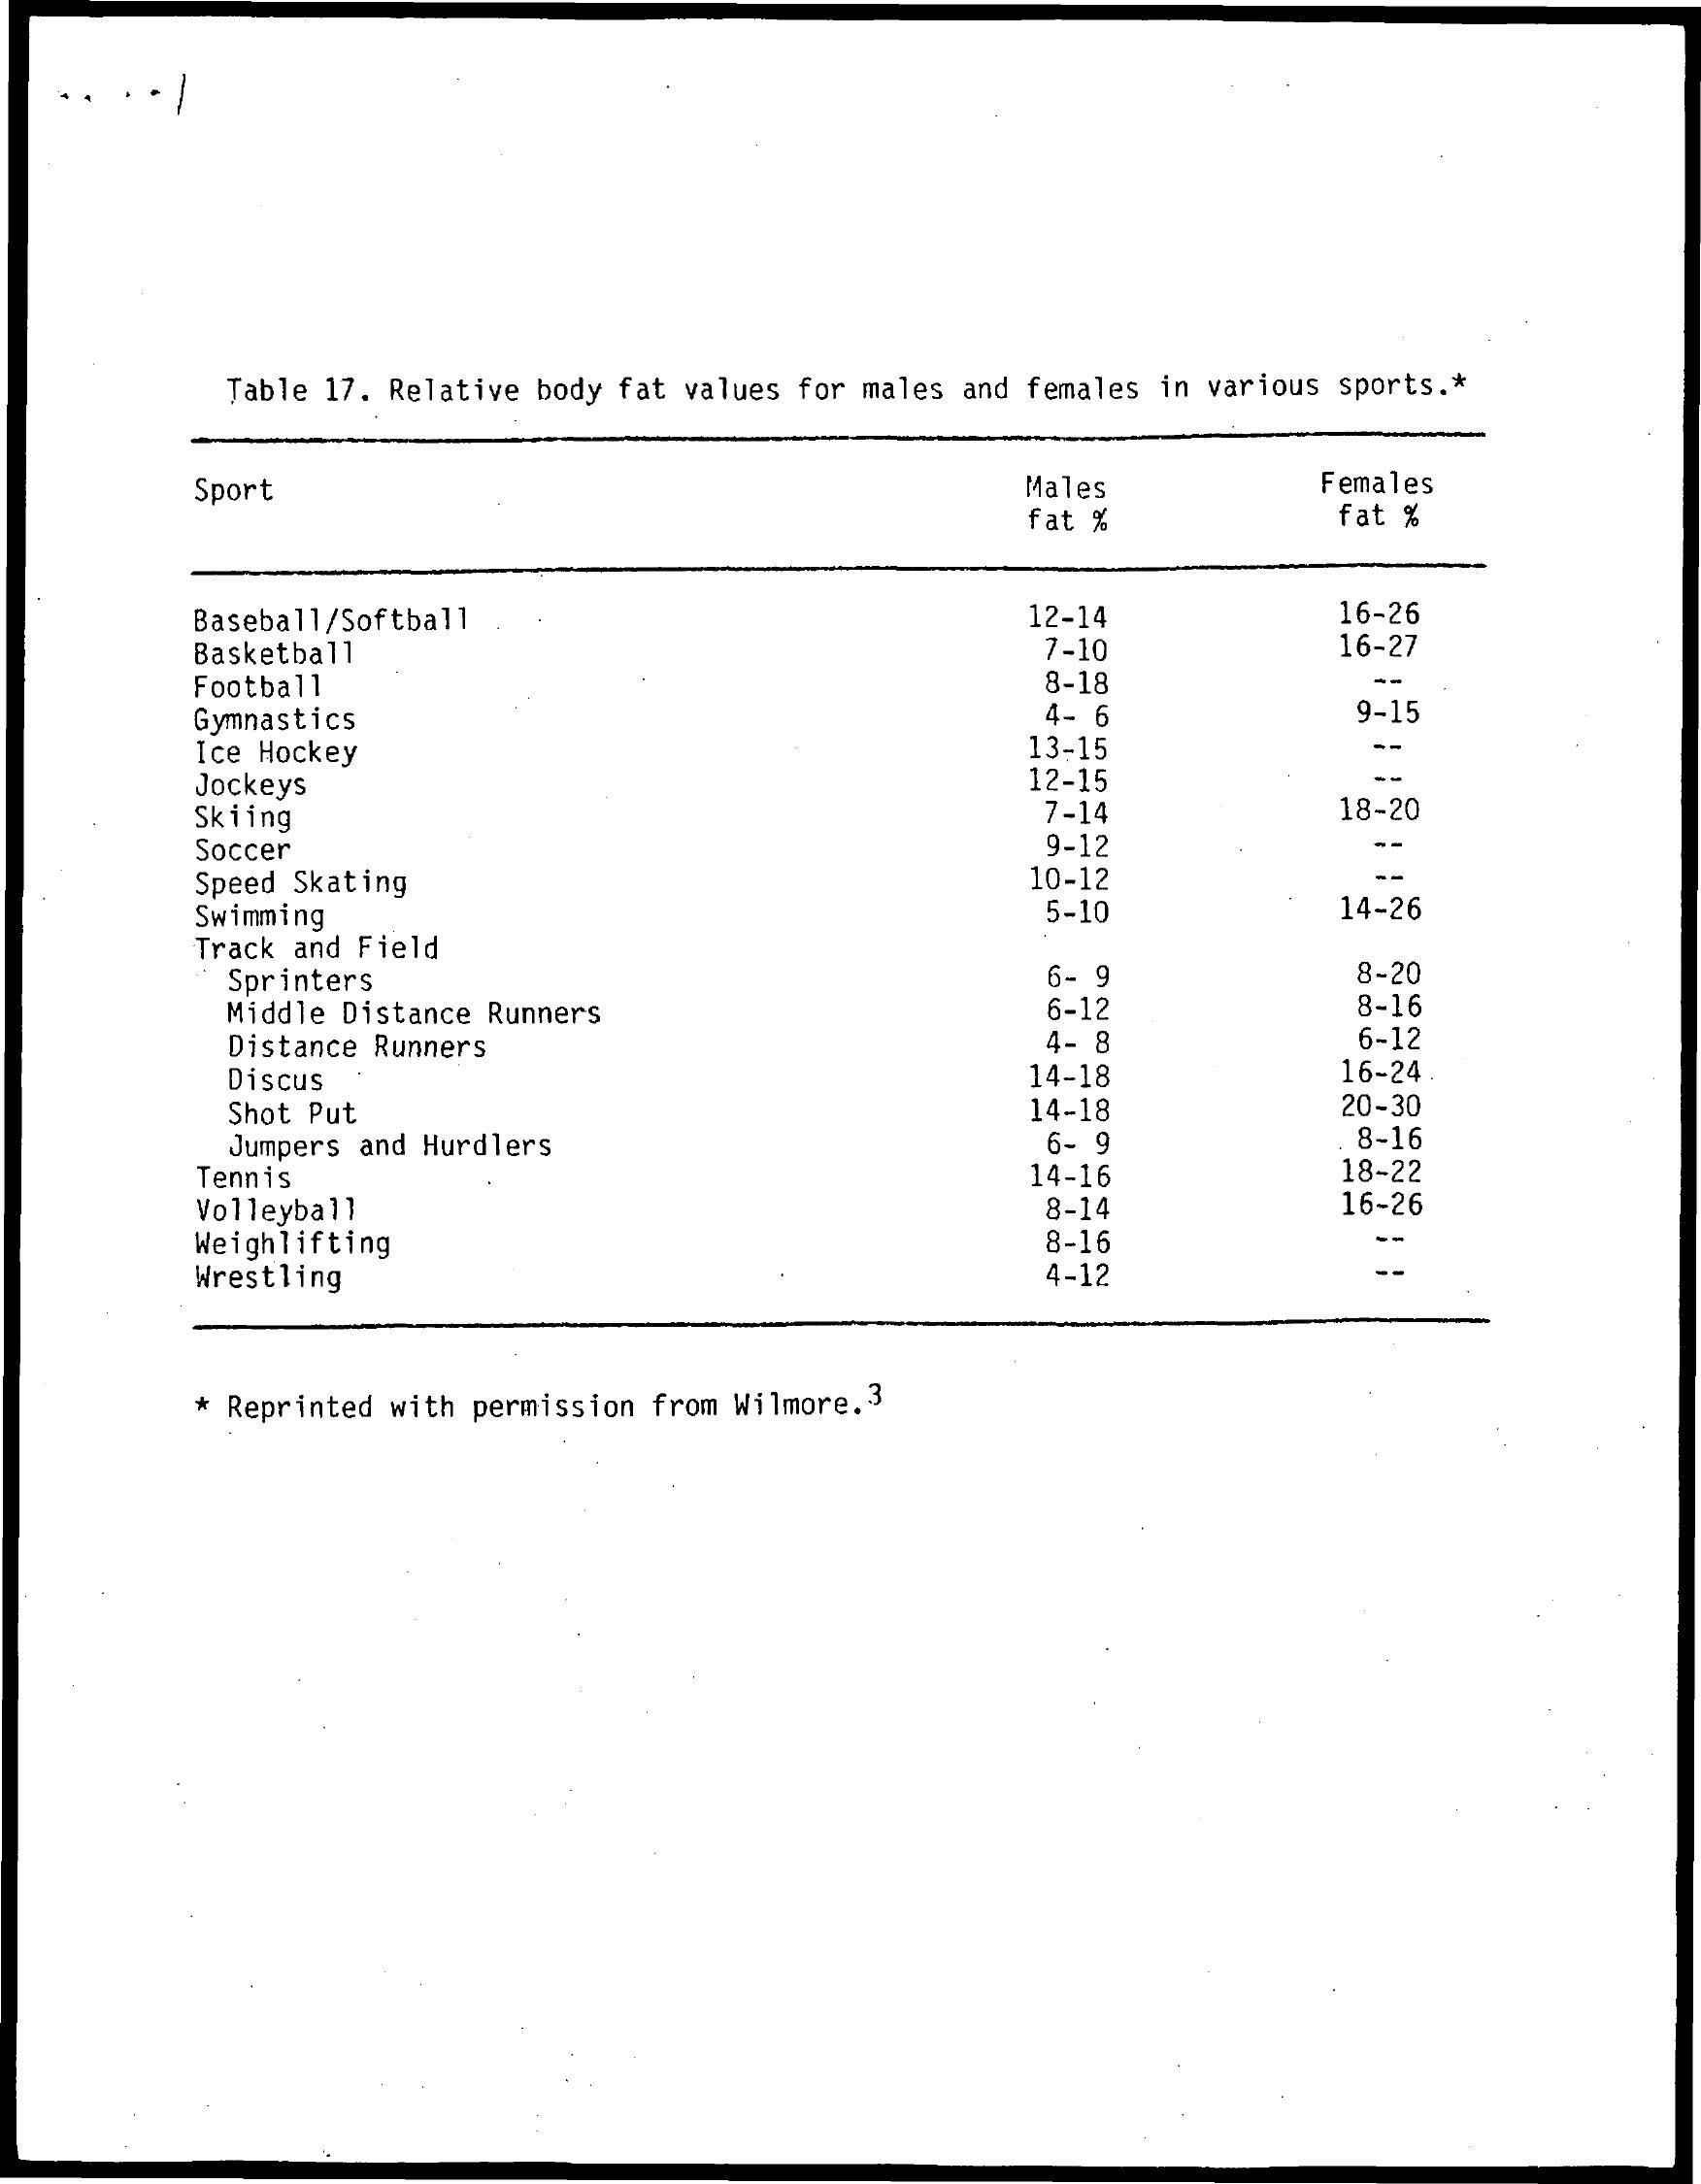 Table 17. Relative body fat values for males and females in various sports.*
Sport Males Females
fat % fat %
Baseball/Softball 12-14 16-26
Basketball 7-10 16-27
Football 8-18 --
Gymnastics 4- 6 9-15
Ice Hockey 13-15 --
Jockeys 12-15 --
Skiing 7-14 18-20
Soccer 9-12 --
Speed Skating 10-12 --
Swimming 5-10 14-26
Track and Field
Sprinters 6- 9 8-20
Middle Distance Runners 6-12 8-16
Distance Runners 4- 8 6-12
Discus 14-18 16-24
Shot Put 14-18 20-30
Jumpers and Hurdlers 6- 9 8-16
Tennis 14-16 18-22
Volleyball 8-14 16-26
Weighlifting 8-16 --
Wrestling 4-12 --
* Reprinted with permission from Wilmore.3